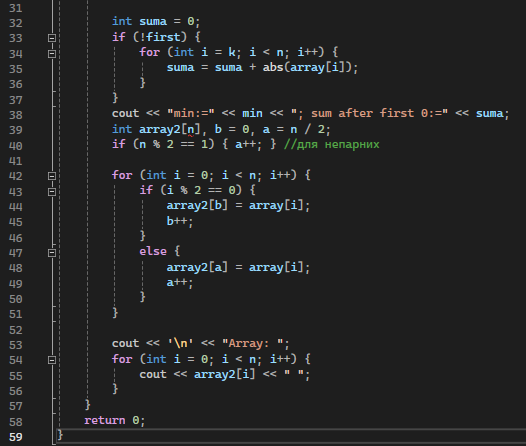 31
32 int suma = 0;
33 if (!first) {
34 for (int i = k; i < n; i++) {
35 suma = suma + abs(array[i]);
36 }
37 }
38 cout << "min:=" << min << "; sum after first 0:=" << suma;
39 int array2[n], b = 0, a = n / 2;
40 if (n % 2 == 1) { a++; } //для непарних
41
42 for (int i = 0; i < n; i++) {
43 if (i % 2 == 0) {
44 array2[b] = array[i];
45 b++;
46 }
47 else {
48 array2[a] = array[i];
49 a++;
50 }
51 }
52
53 cout << '\n' << "Array: ";
54 for (int i = 0; i < n; i++) {
55 cout << array2[i] << " ";
56 }
57 }
58 return 0;
59 }